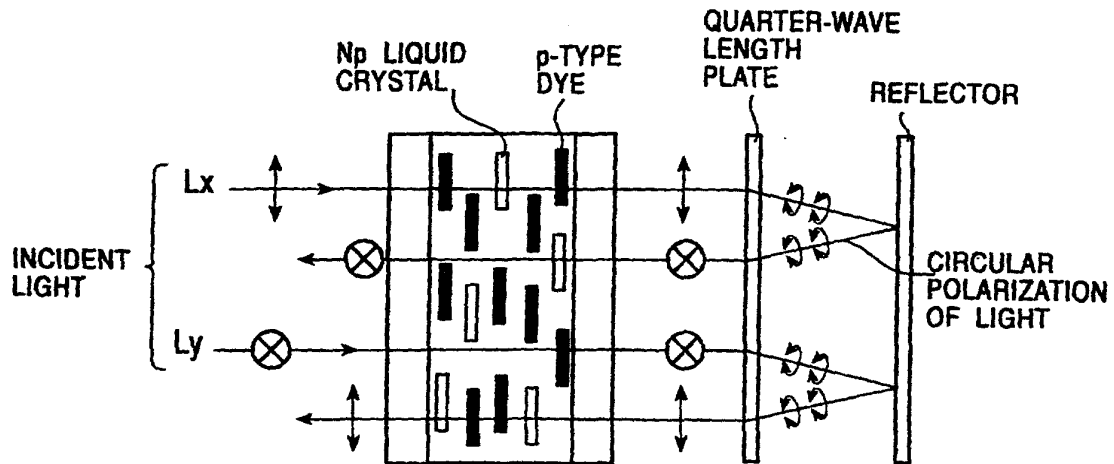 QUARTER-WAVE
LENGTH
PLATE
Np LIQUID
CRYSTAL
p-TYPE
DYE
REFLECTOR
Lx
INCIDENT
LIGHT
CIRCULAR
POLARIZATION
OF LIGHT
Ly